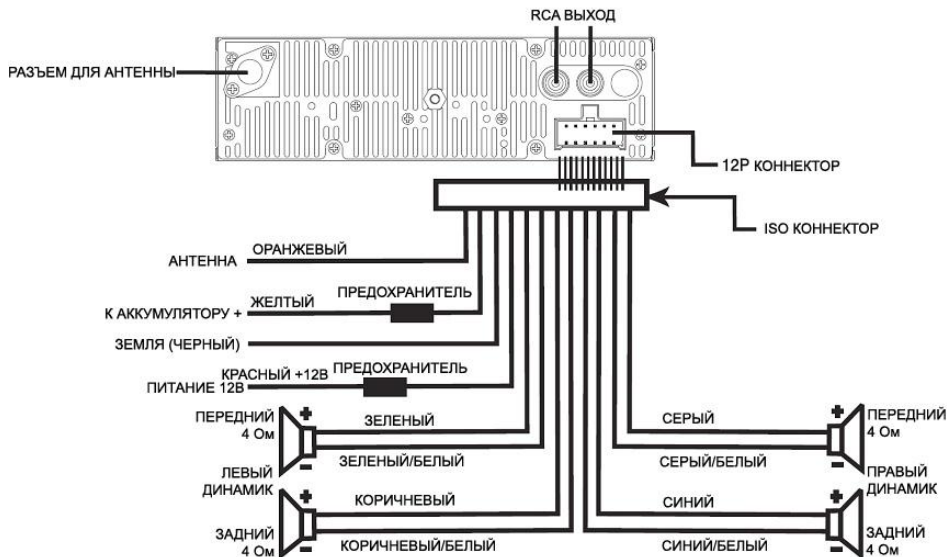 RCA ВЫХОД
РАЗЪЕМ ДЛЯ АНТЕННЫ
12P КОННЕКТОР
ISO КОННЕКТОР
АНТЕННА
ОРАНЖЕВЫЙ
К АККУМУЛЯТОРУ +
ЖЕЛТЫЙ
ПРЕДОХРАНИТЕЛЬ
ЗЕМЛЯ (ЧЕРНЫЙ)
КРАСНЫЙ +12В
ПРЕДОХРАНИТЕЛЬ
ПИТАНИЕ 12В
ПЕРЕДНИЙ
4 Ом
+
-
ЗЕЛЕНЫЙ
ЗЕЛЕНЫЙ/БЕЛЫЙ
ЛЕВЫЙ
ДИНАМИК
ЗАДНИЙ
4 Ом
+
-
КОРИЧНЕВЫЙ
КОРИЧНЕВЫЙ/БЕЛЫЙ
СЕРЫЙ
СЕРЫЙ/БЕЛЫЙ
+
-
ПЕРЕДНИЙ
4 Ом
ПРАВЫЙ
ДИНАМИК
СИНИЙ
СИНИЙ/БЕЛЫЙ
+
-
ЗАДНИЙ
4 Ом